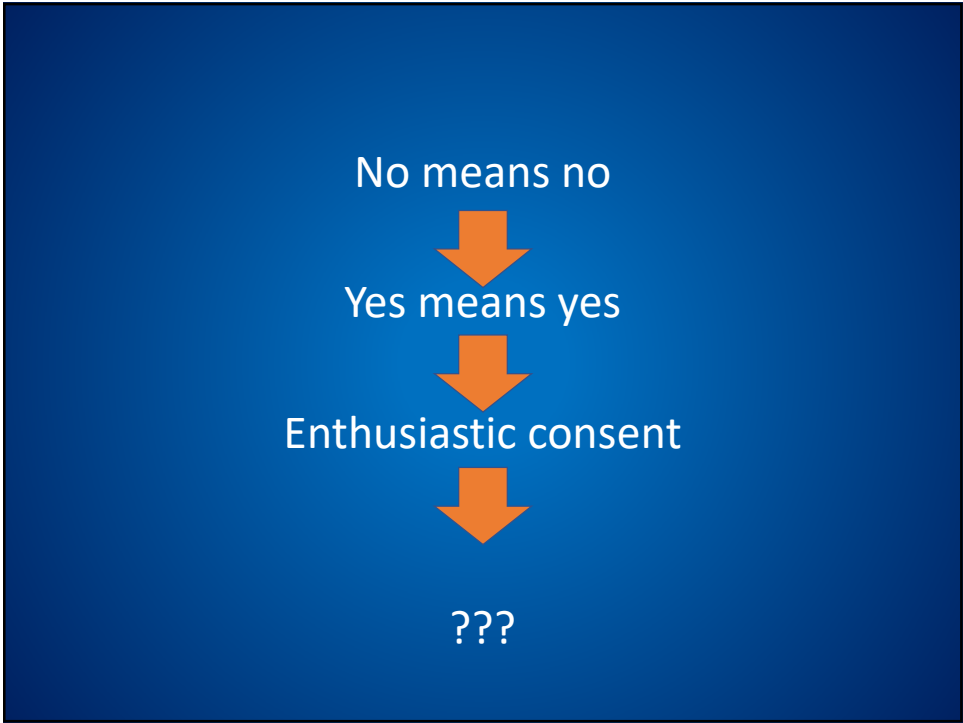 No means no
Yes means yes
Enthusiastic consent
???